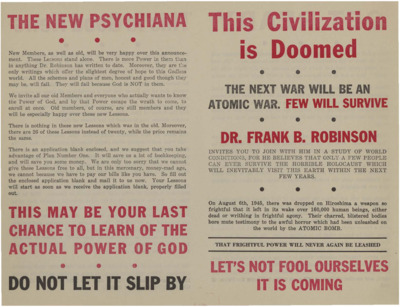 THE NEW PSYCHIANA
New Members, as well as old, will be very happy over this announce-
ment. These Lessons stand alone. There is more Power in them than
in anything Dr. Robinson has written to date. Moreover, they are the
only writings which offer the slightest degree of hope to this Godless
world. All the schemes and plans of men, honest and good though they
may be, will fail. They will fail because God is NOT in them.
We invite all our old Members and everyone who actually wants to know
the Power of God, and by that Power escape the wrath to come, to
enroll at once. Old members, of course, are still members and they
will be especially happy over these new Lessons.
There is nothing in these new Lessons which was in the old. Moreover,
there are 26 of these Lessons instead of twenty, while the price remains
the same.
There is an application blank enclosed, and we suggest that you take
advantage of Plan Number One. It will save us a lot of bookkeeping,
and will save you some money. We are only too sorry that we cannot
give these Lessons free to all, but in this mercenary, money-mad age,
we cannot because we have to pay our bills like you have. So fill out
the enclosed application blank and mail it to us now. Your Lessons
will start as soon as we receive the application blank, properly filled
out.
THIS MAY BE YOUR LAST
CHANCE TO LEARN OF THE
ACTUAL POWER OF GOD
DO NOT LET IT SLIP BY
This Civilization
is Doomed
THE NEXT WAR WILL BE AN
ATOMIC WAR. FEW WILL SURVIVE
DR. FRANK B. ROBINSON
INVITES YOU TO JOIN WITH HIM IN A STUDY OF WORLD
CONDITIONS, FOR HE BELIEVES THAT ONLY A FEW PEOPLE
CAN EVER SURVIVE THE HORRIBLE HOLOCAUST WHICH
WILL INEVITABLY VISIT THIS EARTH WITHIN THE NEXT
FEW YEARS.
On August 6th, 1945, there was dropped on Hiroshima a weapon so
frightful that it left in its wake over 160,000 human beings, either
dead or writhing in frightful agony. Their charred, blistered bodies
bore mute testimony to the awful horror which had been unleashed on
the world by the ATOMIC BOMB.
THAT FRIGHTFUL POWER WILL NEVER AGAIN BE LEASHED
LET'S NOT FOOL OURSELVES
IT IS COMING